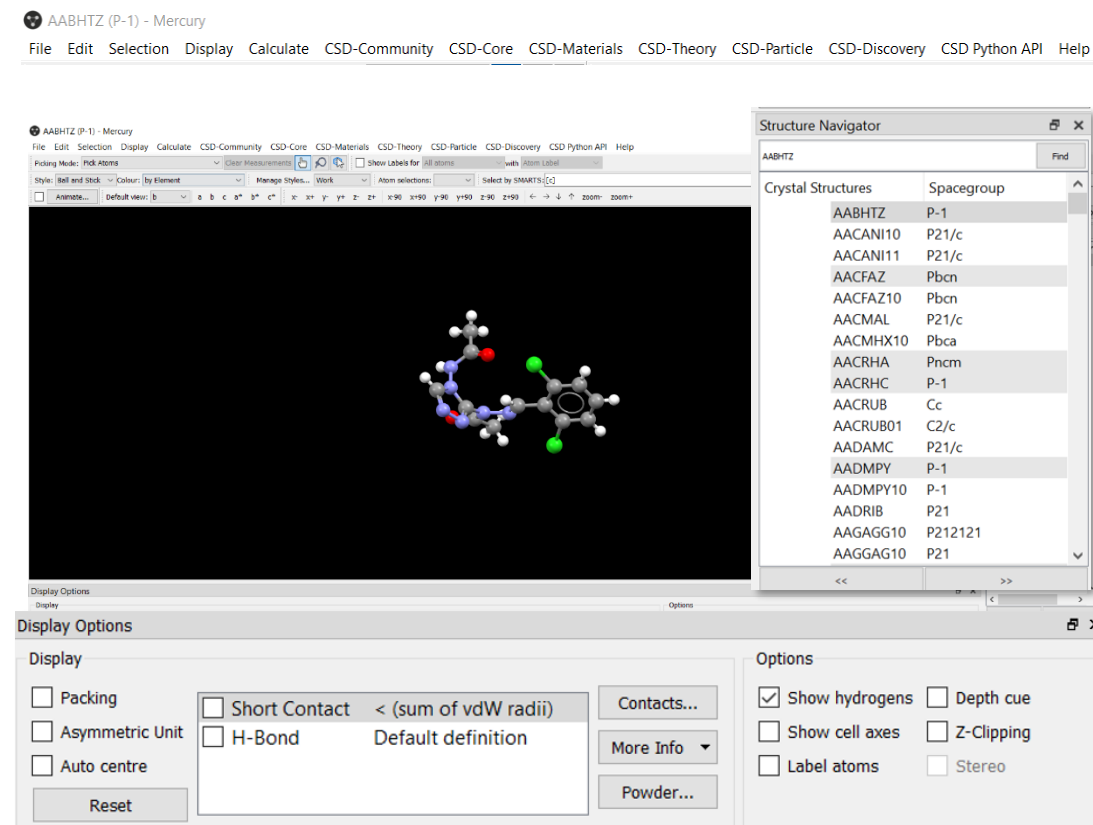 AABHTZ (P-1) - Mercury
File Edit Selection Display Calculate CSD-Community CSD-Core CSD-Materials CSD-Theory CSD-Particle CSD-Discovery CSD Python API Help
AABHTZ (P-1) - Mercury
File Edit Selection Display Calculate CSD-Community CSD-Core CSD-Materials CSD-Theory CSD-Particle CSD-Discovery CSD Python API Help
Picking Mode: Pick Atoms Clear Measurements Show Labels for All atoms with Atom Label
Style: Ball and Stick Colour: by Element Manage Styles... Work Atom selections: Select by SMARTS: [c]
Animate... Default view: b a b c a* b* c* x- x+ y- y+ z- z+ x-90 x+90 y-90 y+90 z-90 z+90 ← → ↓ ↑ zoom- zoom+
Structure Navigator
AABHTZ Find
Crystal Structures Spacegroup
AABHTZ P-1
AACANI10 P21/c
AACANI11 P21/c
AACFAZ Pbcn
AACFAZ10 Pbcn
AACMAL P21/c
AACMHX10 Pbca
AACRHA Pncm
AACRHC P-1
AACRUB Cc
AACRUB01 C2/c
AADAMC P21/c
AADMPY P-1
AADMPY10 P-1
AADRIB P21
AAGAGG10 P212121
AAGGAG10 P21
<< >>
Display Options
Display Options
Display Options
Display Options
Packing
Asymmetric Unit
Auto centre
Reset
Short Contact < (sum of vdW radii)
H-Bond Default definition
Contacts...
More Info
Powder...
Show hydrogens Depth cue
Show cell axes Z-Clipping
Label atoms Stereo